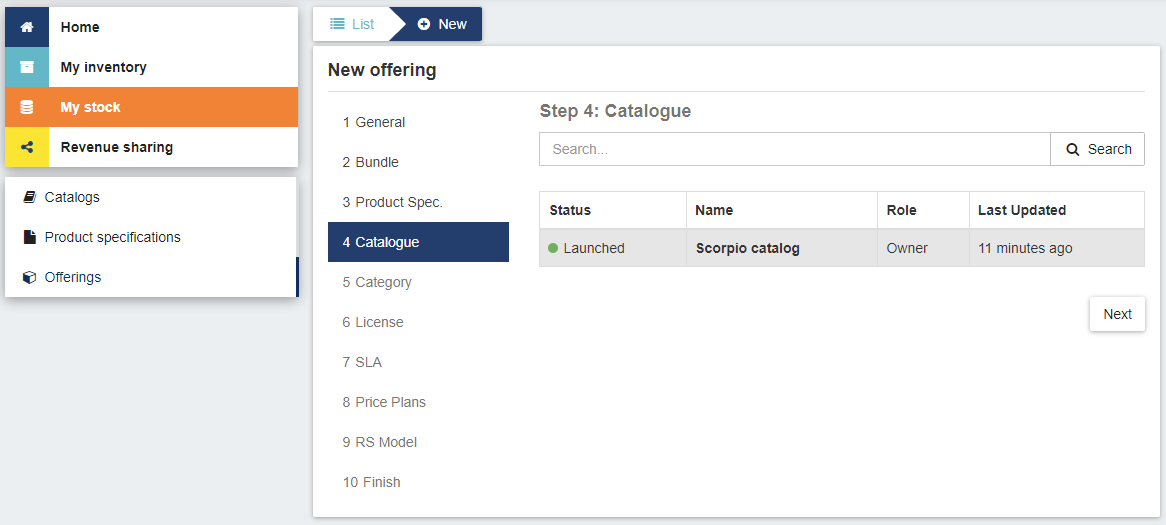 Home
My inventory
My stock
Revenue sharing
Catalogs
Product specifications
Offerings
List New
New offering
1 General
2 Bundle
3 Product Spec.
4 Catalogue
5 Category
6 License
7 SLA
8 Price Plans
9 RS Model
10 Finish
Step 4: Catalogue
Search... Search
Status Name Role Last Updated
Launched Scorpio catalog Owner 11 minutes ago
Next